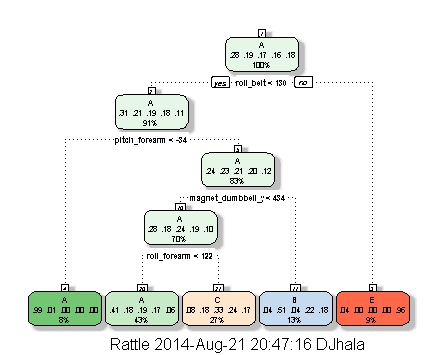 1
A
.28 .19 .17 .16 .18
100%
yes roll_belt < 130 no
2
A
.31 .21 .19 .18 .11
91%
pitch_forearm < -34
5
A
.24 .23 .21 .20 .12
83%
magnet_dumbbell_y < 434
10
A
.28 .18 .24 .19 .10
70%
roll_forearm < 122
4
A
.99 .01 .00 .00 .00
8%
20
A
.41 .18 .19 .17 .06
43%
21
C
.08 .18 .33 .24 .17
27%
11
B
.04 .51 .04 .22 .18
13%
3
E
.04 .00 .00 .00 .96
9%
Rattle 2014-Aug-21 20:47:16 DJhala